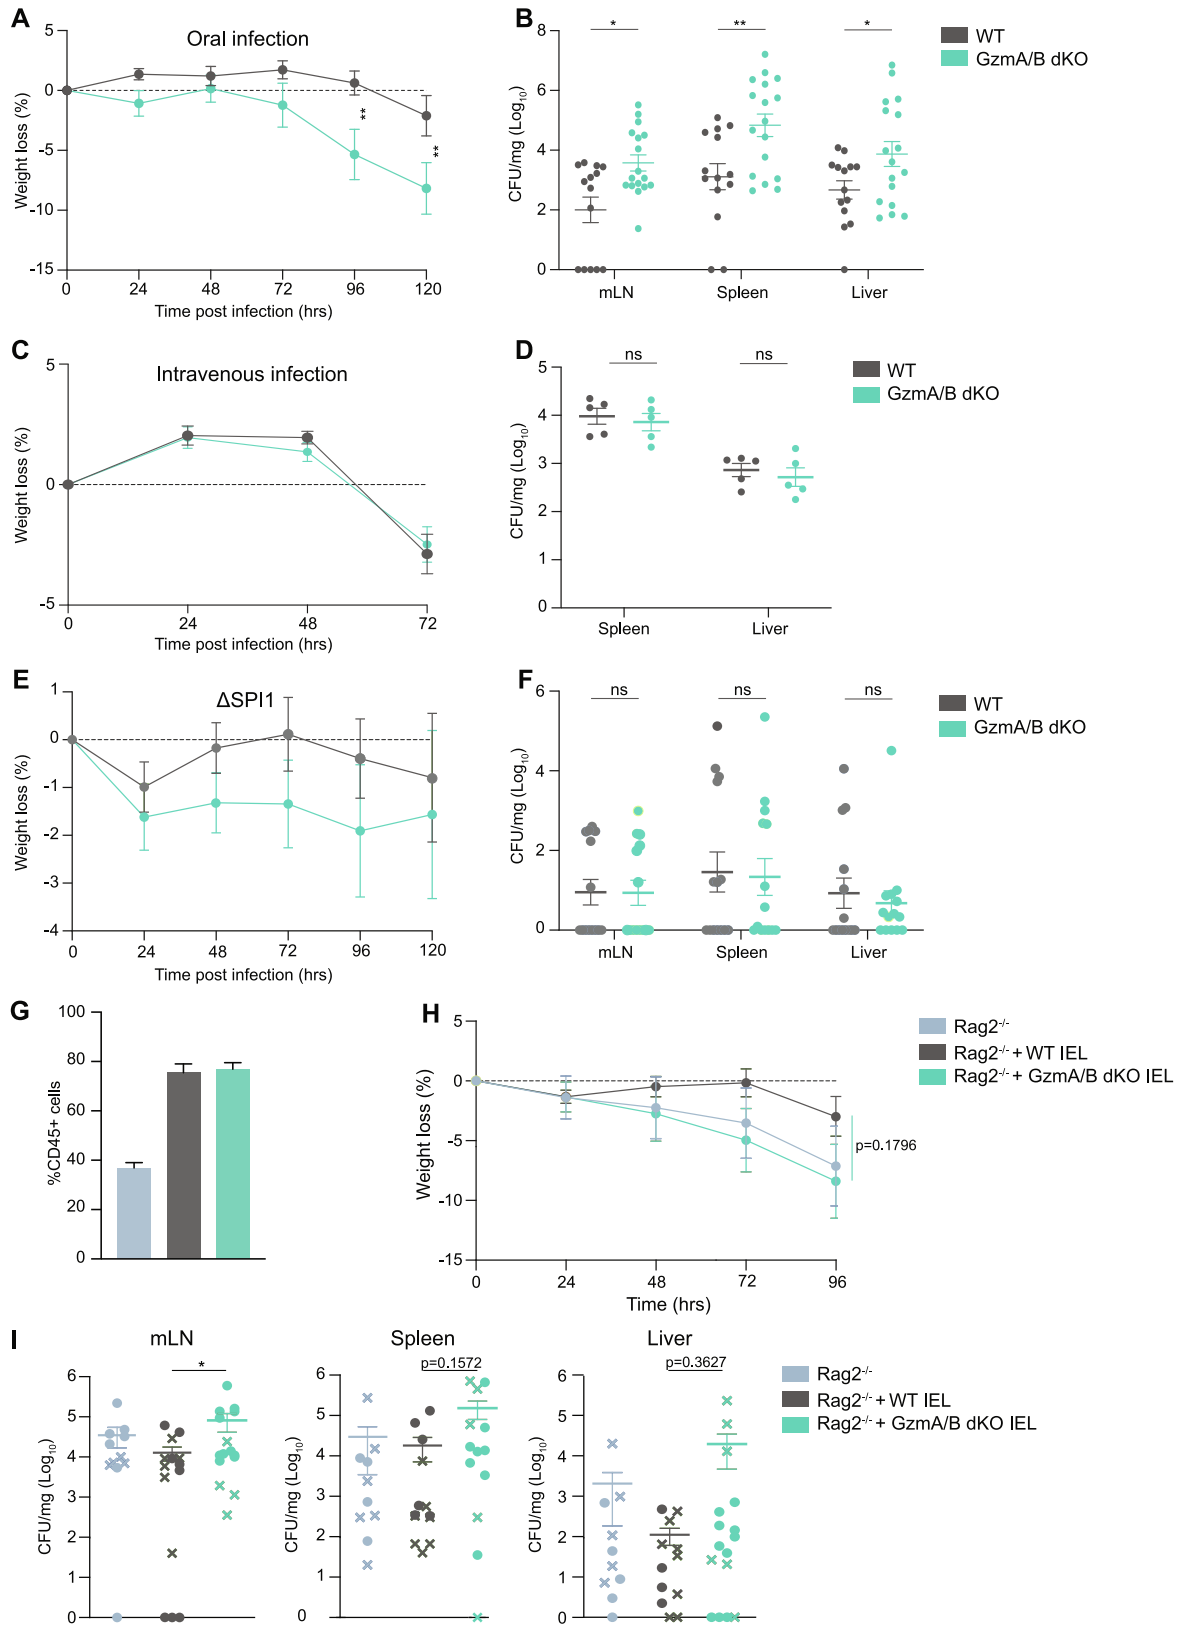 A
Oral infection
Weight loss (%)
5
0
-5
-10
-15
0 24 48 72 96 120
**
**
Time post infection (hrs)
B
CFU/mg (Log10)
8
6
4
2
0
* ** *
mLN Spleen Liver
WT
GzmA/B dKO
C
Intravenous infection
Weight loss (%)
5
0
-5
0 24 48 72
Time post infection (hrs)
D
CFU/mg (Log10)
5
4
3
2
1
0
ns ns
Spleen Liver
WT
GzmA/B dKO
E
ΔSPI1
Weight loss (%)
1
0
-1
-2
-3
-4
0 24 48 72 96 120
Time post infection (hrs)
F
CFU/mg (Log10)
6
4
2
0
ns ns ns
mLN Spleen Liver
WT
GzmA/B dKO
G
%CD45+ cells
100
80
60
40
20
0
H
Weight loss (%)
5
0
-5
-10
-15
0 24 48 72 96
Time (hrs)
p=0.1796
Rag2-/-
Rag2-/- + WT IEL
Rag2-/- + GzmA/B dKO IEL
I
mLN
*
CFU/mg (Log10)
6
5
4
3
2
1
0
Spleen
p=0.1572
CFU/mg (Log10)
6
5
4
3
2
1
0
Liver
p=0.3627
CFU/mg (Log10)
6
5
4
3
2
1
0
Rag2-/-
Rag2-/- + WT IEL
Rag2-/- + GzmA/B dKO IEL